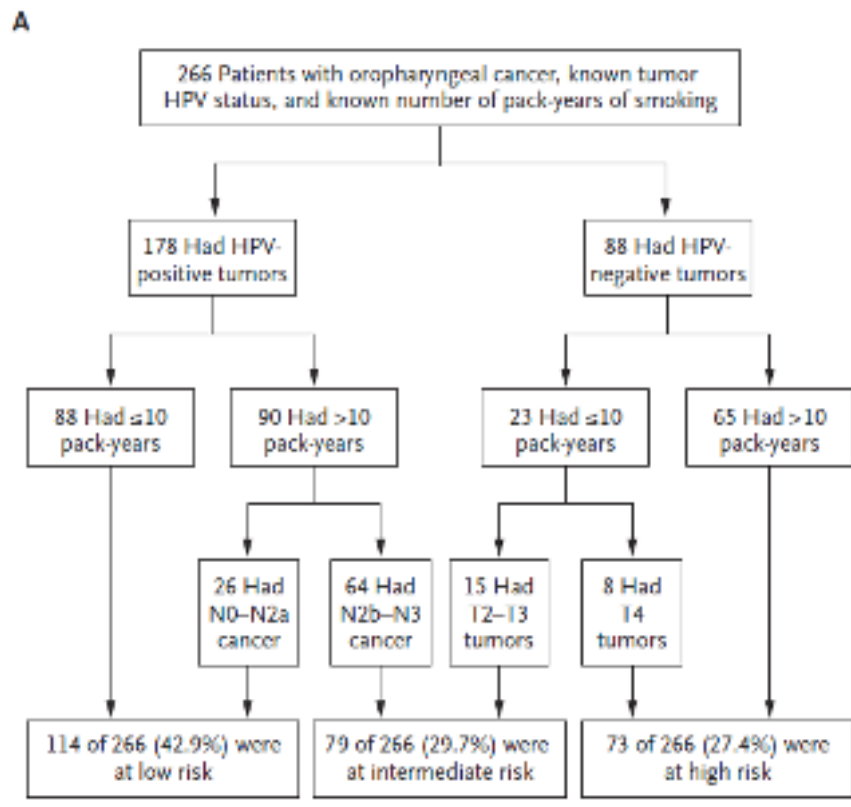 A
266 Patients with oropharyngeal cancer, known tumor
HPV status, and known number of pack-years of smoking
178 Had HPV-
positive tumors
88 Had HPV-
negative tumors
88 Had ≤10
pack-years
90 Had >10
pack-years
23 Had ≤10
pack-years
65 Had >10
pack-years
26 Had
N0–N2a
cancer
64 Had
N2b–N3
cancer
15 Had
T2–T3
tumors
8 Had
T4
tumors
114 of 266 (42.9%) were
at low risk
79 of 266 (29.7%) were
at intermediate risk
73 of 266 (27.4%) were
at high risk